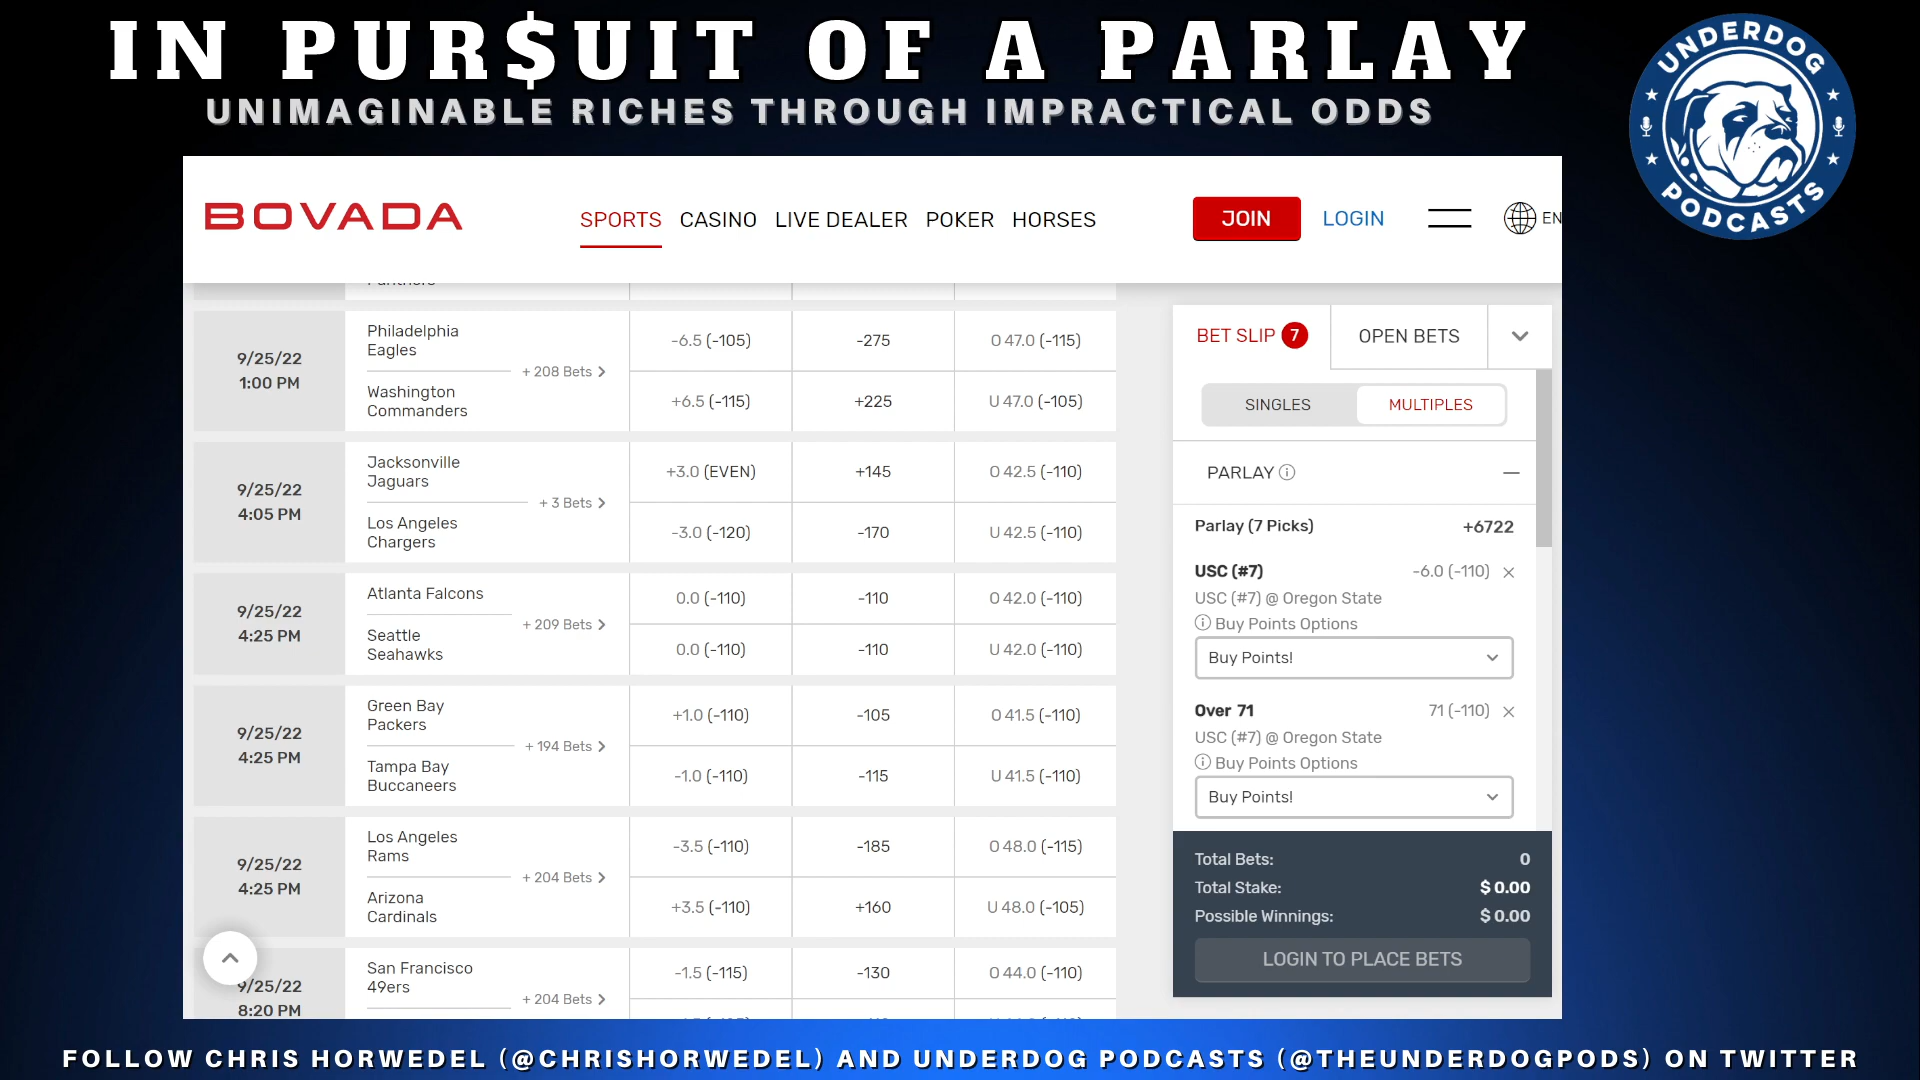 IN PUR$UIT OF A PARLAY
UNIMAGINABLE RICHES THROUGH IMPRACTICAL ODDS
UNDERDOG
PODCASTS
BOVADA
SPORTS CASINO LIVE DEALER POKER HORSES
JOIN LOGIN
EN
9/25/22
1:00 PM
Philadelphia
Eagles
+ 208 Bets
Washington
Commanders
-6.5 (-105) -275 O 47.0 (-115)
+6.5 (-115) +225 U 47.0 (-105)
9/25/22
4:05 PM
Jacksonville
Jaguars
+ 3 Bets
Los Angeles
Chargers
+3.0 (EVEN) +145 O 42.5 (-110)
-3.0 (-120) -170 U 42.5 (-110)
9/25/22
4:25 PM
Atlanta Falcons
+ 209 Bets
Seattle
Seahawks
0.0 (-110) -110 O 42.0 (-110)
0.0 (-110) -110 U 42.0 (-110)
9/25/22
4:25 PM
Green Bay
Packers
+ 194 Bets
Tampa Bay
Buccaneers
+1.0 (-110) -105 O 41.5 (-110)
-1.0 (-110) -115 U 41.5 (-110)
9/25/22
4:25 PM
Los Angeles
Rams
+ 204 Bets
Arizona
Cardinals
-3.5 (-110) -185 O 48.0 (-115)
+3.5 (-110) +160 U 48.0 (-105)
9/25/22
8:20 PM
San Francisco
49ers
+ 204 Bets
-1.5 (-115) -130 O 44.0 (-110)
BET SLIP 7 OPEN BETS
SINGLES MULTIPLES
PARLAY
Parlay (7 Picks) +6722
USC (#7) -6.0 (-110)
USC (#7) @ Oregon State
Buy Points Options
Buy Points!
Over 71 71 (-110)
USC (#7) @ Oregon State
Buy Points Options
Buy Points!
Total Bets: 0
Total Stake: $ 0.00
Possible Winnings: $ 0.00
LOGIN TO PLACE BETS
FOLLOW CHRIS HORWEDEL (@CHRISHORWEDEL) AND UNDERDOG PODCASTS (@THEUNDERDOGPODS) ON TWITTER